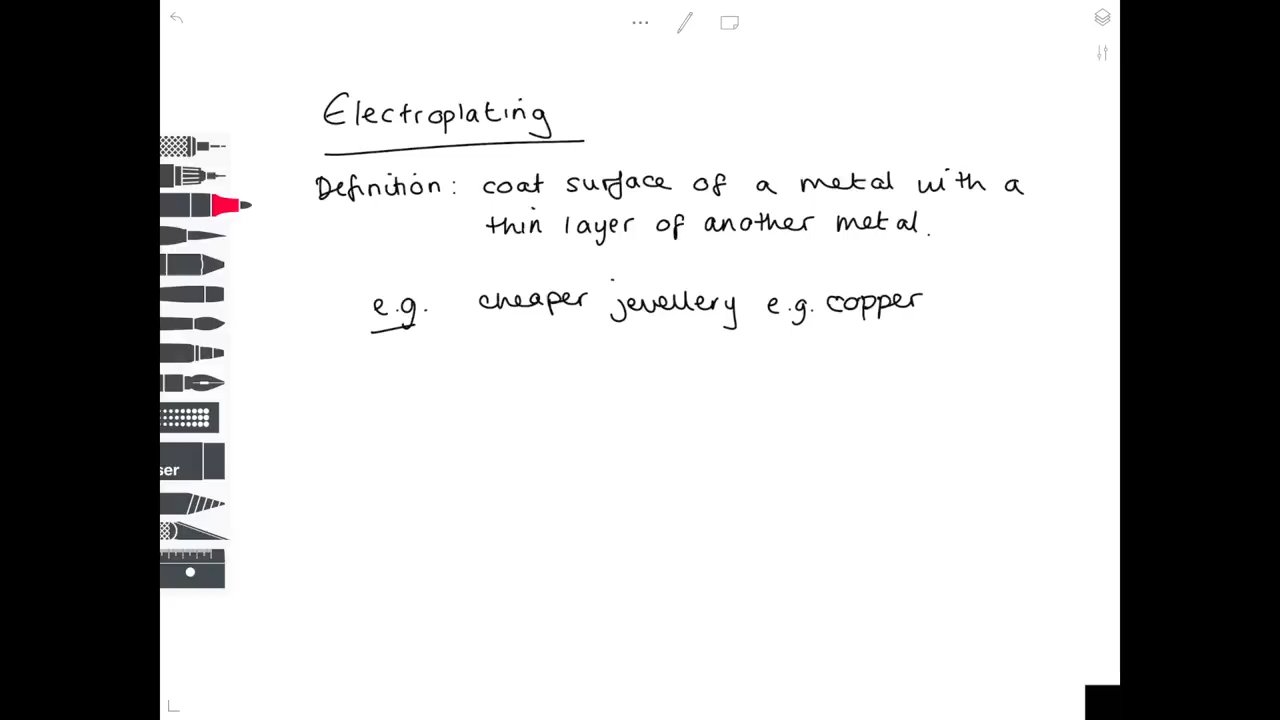 Electroplating
Definition: coat surface of a metal with a
thin layer of another metal.
e.g. cheaper jewellery e.g. copper
ser